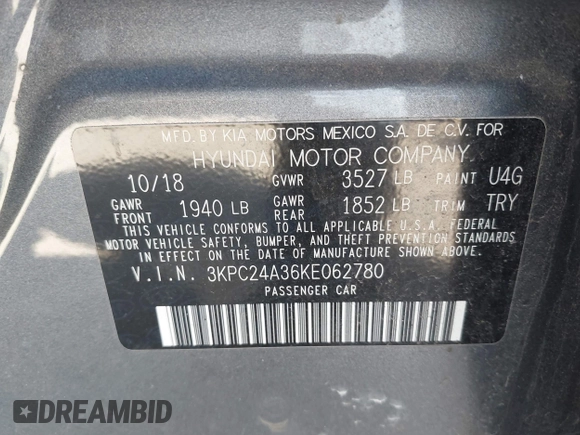 MFD. BY KIA MOTORS MEXICO S.A. DE C.V. FOR
HYUNDAI MOTOR COMPANY
10/18 GVWR 3527 LB PAINT U4G
GAWR FRONT 1940 LB GAWR REAR 1852 LB TRIM TRY
THIS VEHICLE CONFORMS TO ALL APPLICABLE U.S.A. FEDERAL
MOTOR VEHICLE SAFETY, BUMPER, AND THEFT PREVENTION STANDARDS
IN EFFECT ON THE DATE OF MANUFACTURE SHOWN ABOVE.
V.I.N. 3KPC24A36KE062780
PASSENGER CAR
DREAMBID